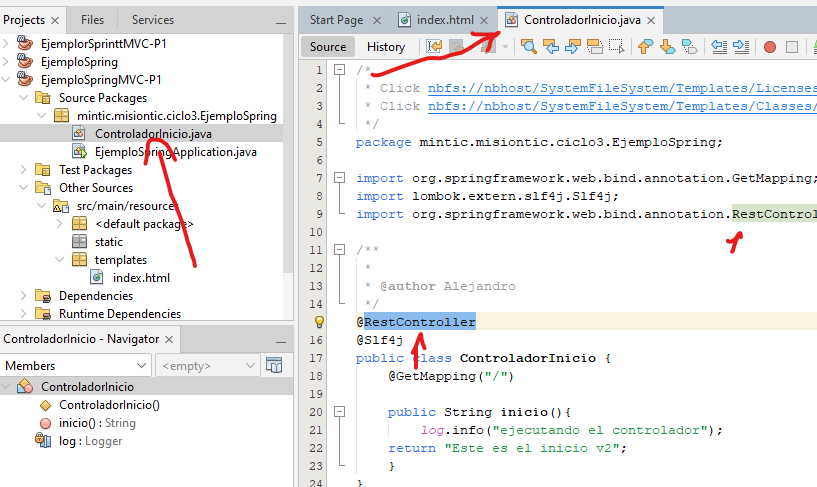 Projects
Files
Services
EjemplorSprinttMVC-P1
EjemploSpring
EjemploSpringMVC-P1
Source Packages
mintic.misiontic.ciclo3.EjemploSpring
ControladorInicio.java
EjemploSpringApplication.java
Test Packages
Other Sources
src/main/resources
<default package>
static
templates
index.html
Dependencies
Runtime Dependencies
ControladorInicio - Navigator
Members
<empty>
ControladorInicio
ControladorInicio()
inicio() : String
log : Logger
Start Page
index.html
ControladorInicio.java
Source
History
1 /*
2 * Click nbfs://nbhost/SystemFileSystem/Templates/Licenses
3 * Click nbfs://nbhost/SystemFileSystem/Templates/Classes/
4 */
5 package mintic.misiontic.ciclo3.EjemploSpring;
6
7 import org.springframework.web.bind.annotation.GetMapping;
8 import lombok.extern.slf4j.Slf4j;
9 import org.springframework.web.bind.annotation.RestControl
10
11 /**
12 *
13 * @author Alejandro
14 */
@RestController
16 @Slf4j
17 public class ControladorInicio {
18 @GetMapping("/")
19
20 public String inicio(){
21 log.info("ejecutando el controlador");
22 return "Este es el inicio v2";
23 }
24 }